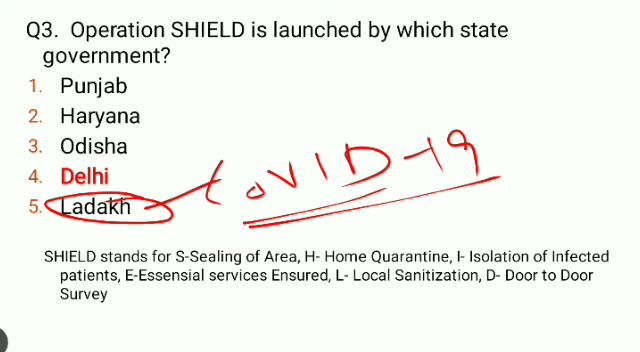 Q3. Operation SHIELD is launched by which state
government?
1. Punjab
2. Haryana
3. Odisha
4. Delhi
5. Ladakh
COVID-19
SHIELD stands for S-Sealing of Area, H- Home Quarantine, I- Isolation of Infected
patients, E-Essensial services Ensured, L- Local Sanitization, D- Door to Door
Survey